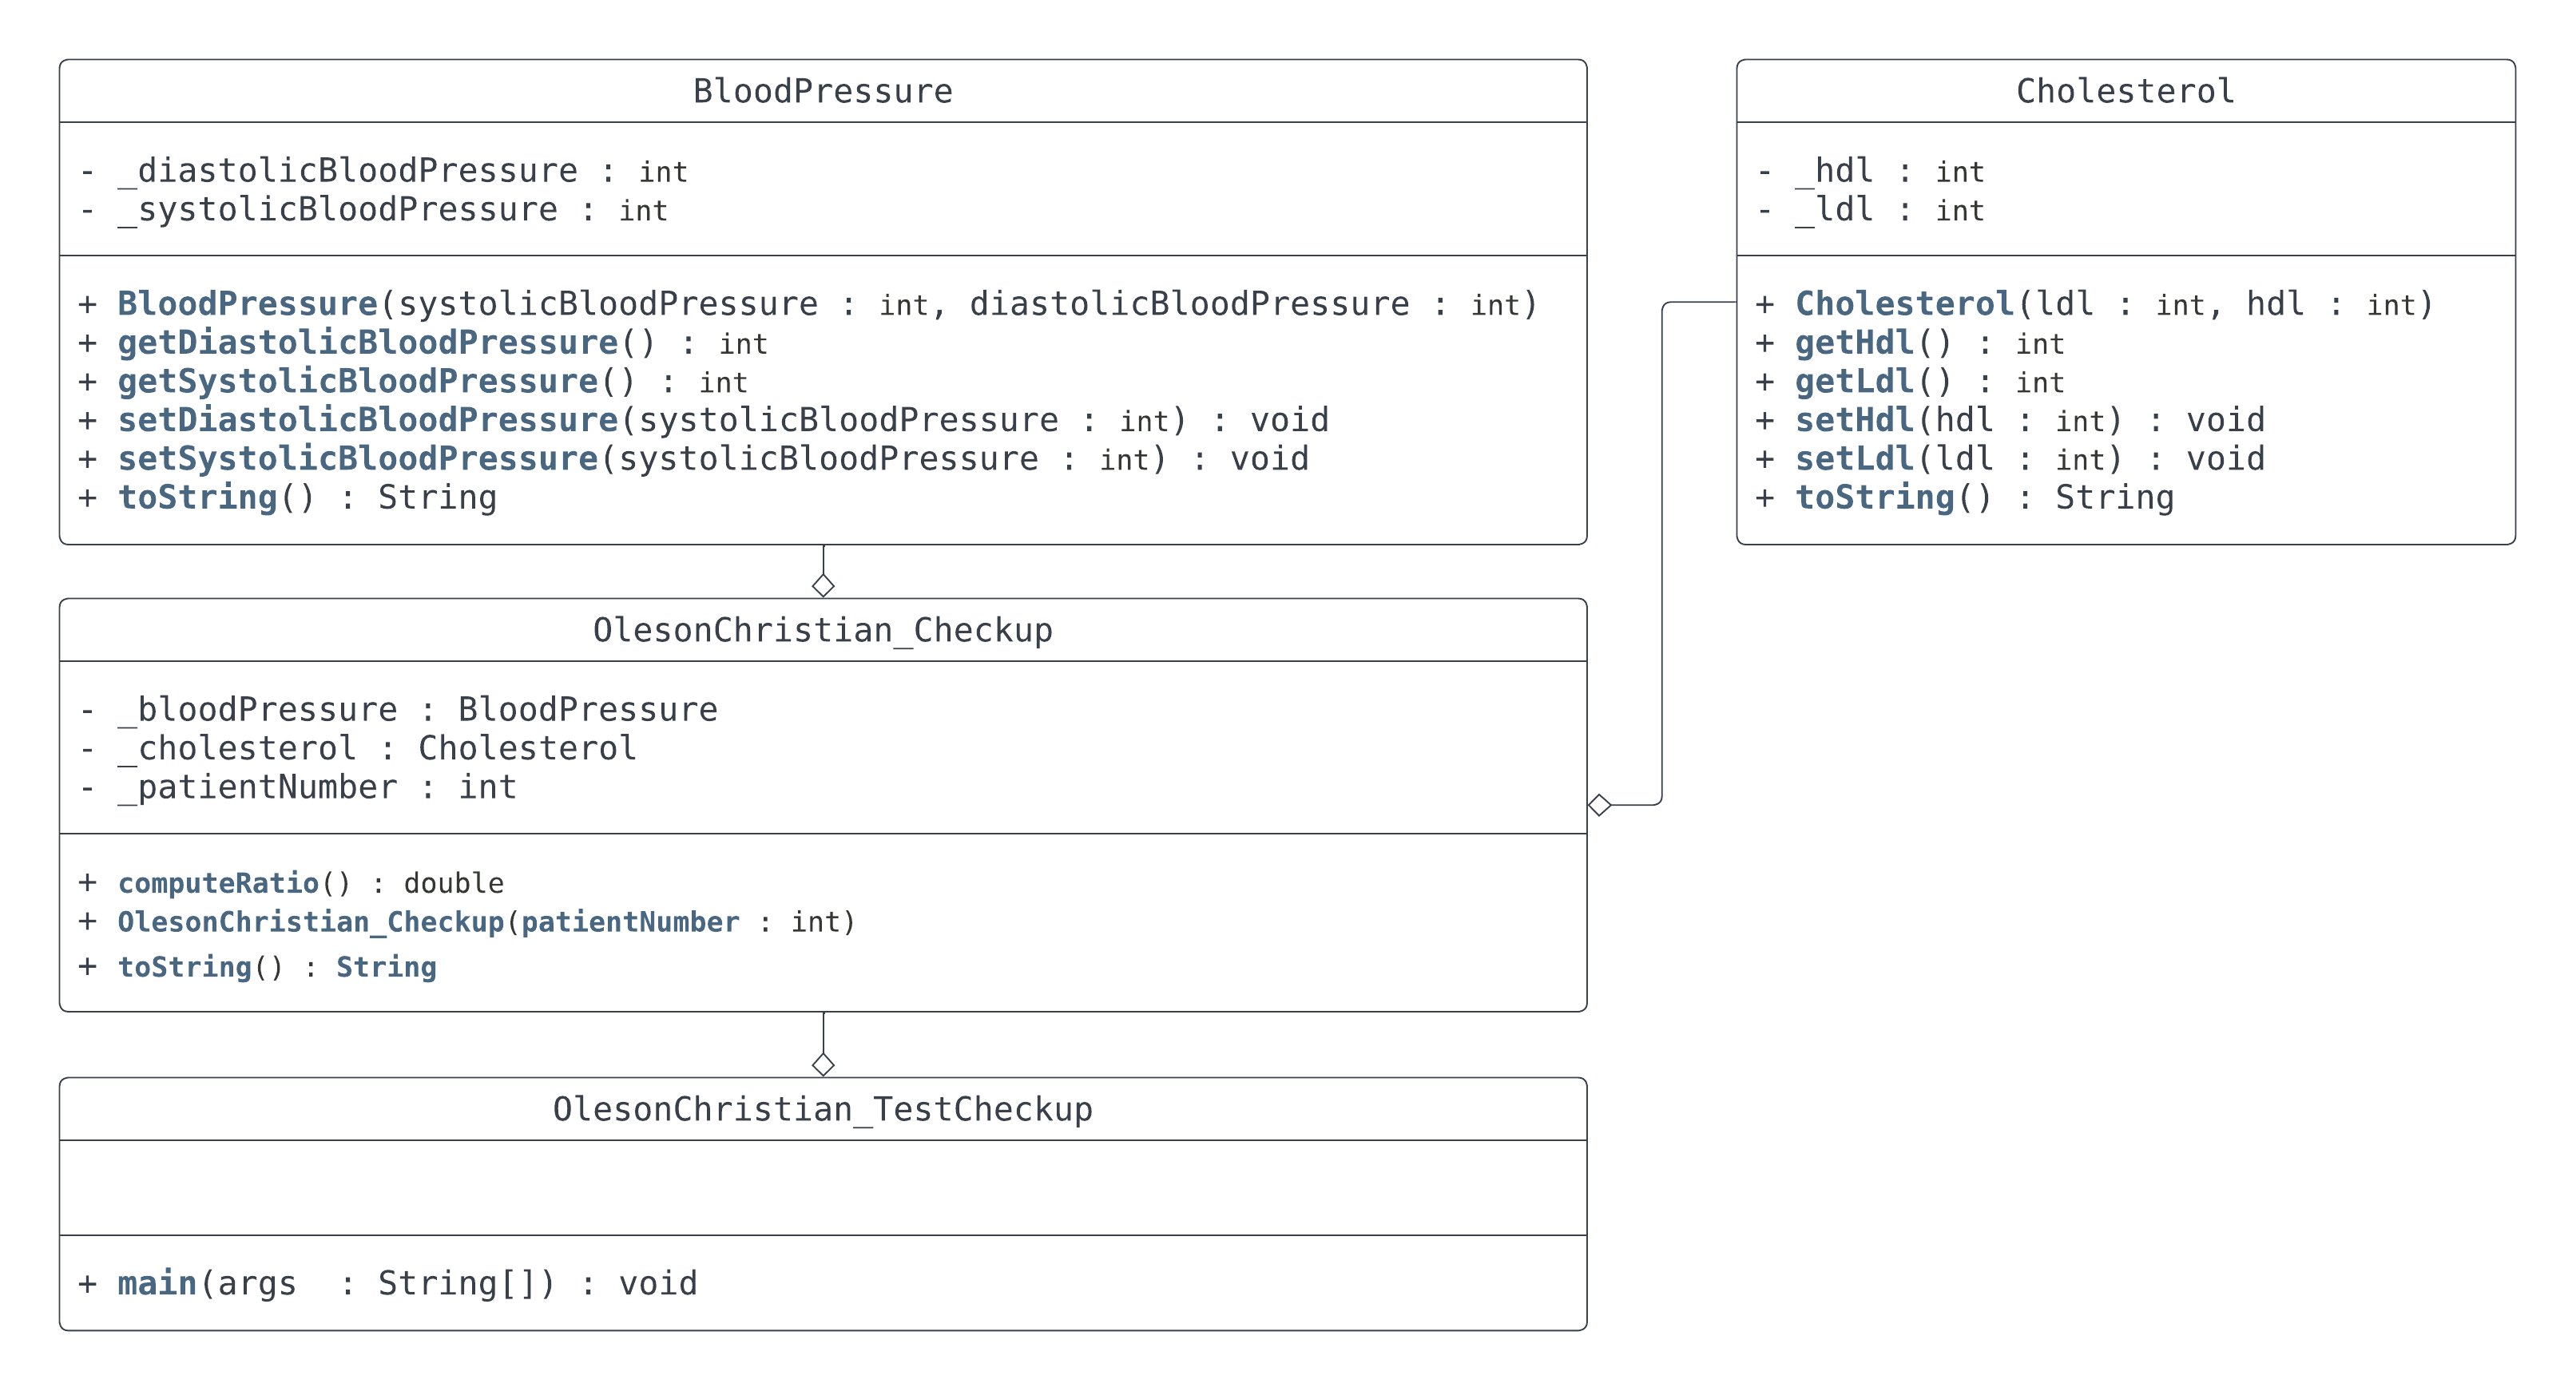 BloodPressure
- _diastolicBloodPressure : int
- _systolicBloodPressure : int
+ BloodPressure(systolicBloodPressure : int, diastolicBloodPressure : int)
+ getDiastolicBloodPressure() : int
+ getSystolicBloodPressure() : int
+ setDiastolicBloodPressure(systolicBloodPressure : int) : void
+ setSystolicBloodPressure(systolicBloodPressure : int) : void
+ toString() : String
Cholesterol
- _hdl : int
- _ldl : int
+ Cholesterol(ldl : int, hdl : int)
+ getHdl() : int
+ getLdl() : int
+ setHdl(hdl : int) : void
+ setLdl(ldl : int) : void
+ toString() : String
OlesonChristian_Checkup
- _bloodPressure : BloodPressure
- _cholesterol : Cholesterol
- _patientNumber : int
+ computeRatio() : double
+ OlesonChristian_Checkup(patientNumber : int)
+ toString() : String
OlesonChristian_TestCheckup
+ main(args  : String[]) : void